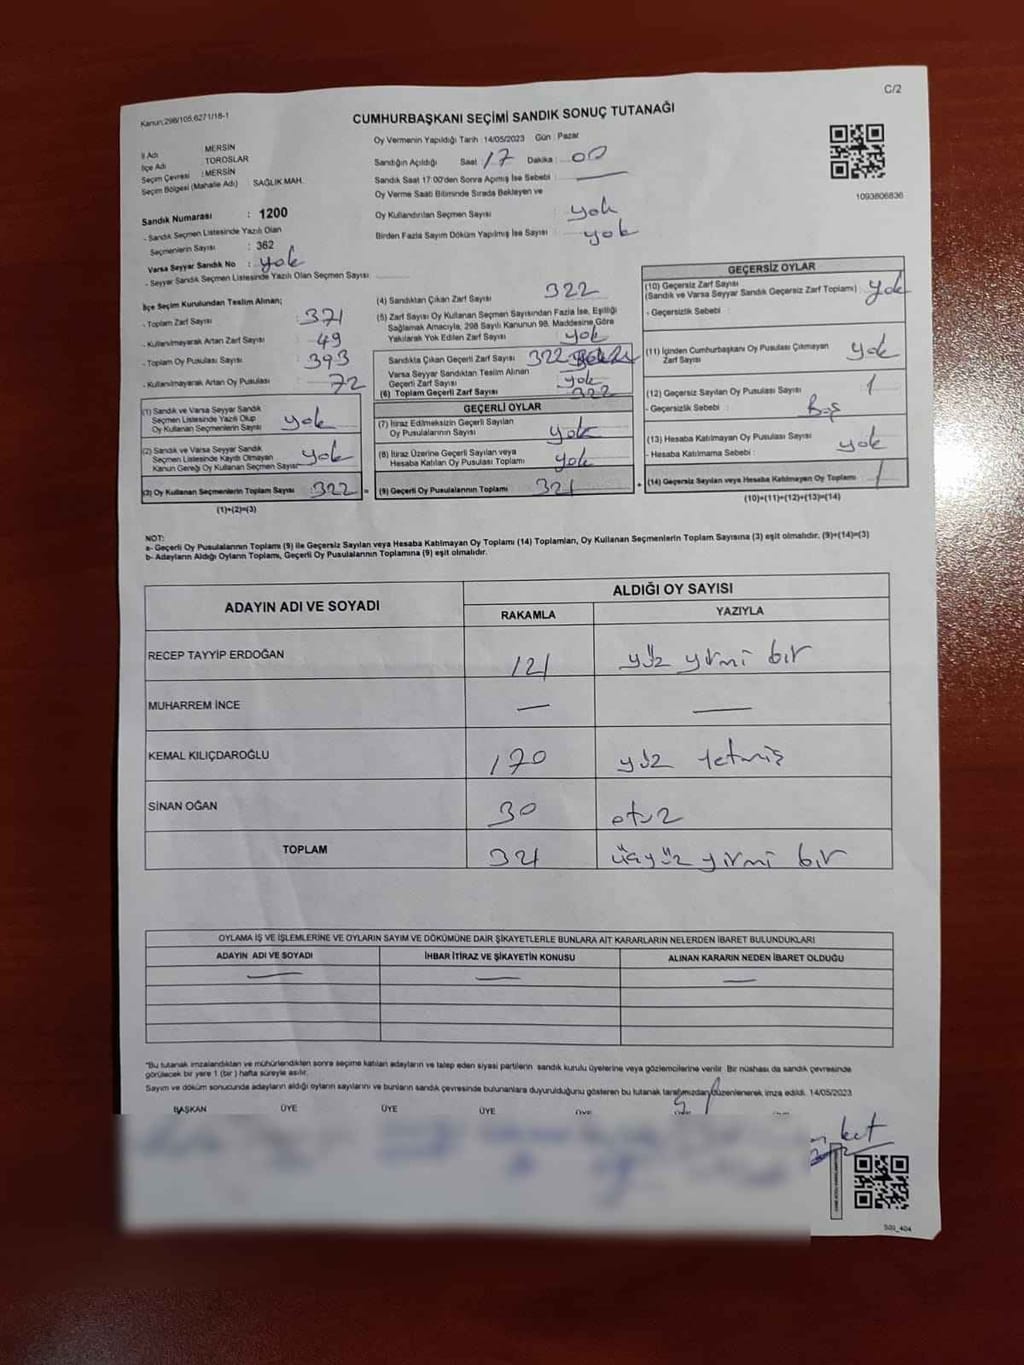 C/2
Kanun;298/105,6271/18-1
CUMHURBAŞKANI SEÇİMİ SANDIK SONUÇ TUTANAĞI
İl Adı : MERSİN
İlçe Adı : TOROSLAR
Seçim Çevresi : MERSİN
Seçim Bölgesi (Mahalle Adı) SAĞLIK MAH.
Sandık Numarası : 1200
- Sandık Seçmen Listesinde Yazılı Olan
Seçmenlerin Sayısı : 362
Varsa Seyyar Sandık No : yok
- Seyyar Sandık Seçmen Listesinde Yazılı Olan Seçmen Sayısı
Oy Vermenin Yapıldığı Tarih :14/05/2023 Gün : Pazar
Sandığın Açıldığı Saat : 17 Dakika : 00
Sandık Saat 17:00'den Sonra Açılmış İse Sebebi : —
Oy Verme Saati Bitiminde Sırada Bekleyen ve
Oy Kullandırılan Seçmen Sayısı : yok
Birden Fazla Sayım Döküm Yapılmış İse Sayısı : yok
1093806836
İlçe Seçim Kurulundan Teslim Alınan;
- Toplam Zarf Sayısı : 371
- Kullanılmayarak Artan Zarf Sayısı : 49
- Toplam Oy Pusulası Sayısı : 393
- Kullanılmayarak Artan Oy Pusulası : 72
(1) Sandık ve Varsa Seyyar Sandık
Seçmen Listesinde Yazılı Olup
Oy Kullanan Seçmenlerin Sayısı yok
(2) Sandık ve Varsa Seyyar Sandık
Seçmen Listesinde Kayıtlı Olmayan
Kanun Gereği Oy Kullanan Seçmen Sayısı yok
(3) Oy Kullanan Seçmenlerin Toplam Sayısı 322 =
(1)+(2)=(3)
(4) Sandıktan Çıkan Zarf Sayısı 322
(5) Zarf Sayısı Oy Kullanan Seçmen Sayısından Fazla İse, Eşitliği
Sağlamak Amacıyla, 298 Sayılı Kanunun 98. Maddesine Göre
Yakılarak Yok Edilen Zarf Sayısı : yok
Sandıkta Çıkan Geçerli Zarf Sayısı : 322
Varsa Seyyar Sandıktan Teslim Alınan
Geçerli Zarf Sayısı : yok
(6) Toplam Geçerli Zarf Sayısı : 322
GEÇERLİ OYLAR
(7) İtiraz Edilmeksizin Geçerli Sayılan
Oy Pusulalarının Sayısı : yok
(8) İtiraz Üzerine Geçerli Sayılan veya
Hesaba Katılan Oy Pusulası Toplamı : yok
(9) Geçerli Oy Pusulalarının Toplamı : 321 +
GEÇERSİZ OYLAR
(10) Geçersiz Zarf Sayısı
(Sandık ve Varsa Seyyar Sandık Geçersiz Zarf Toplamı) : yok
- Geçersizlik Sebebi :
(11) İçinden Cumhurbaşkanı Oy Pusulası Çıkmayan
Zarf Sayısı : yok
(12) Geçersiz Sayılan Oy Pusulası Sayısı : 1
- Geçersizlik Sebebi : Boş
(13) Hesaba Katılmayan Oy Pusulası Sayısı : yok
- Hesaba Katılmama Sebebi :
(14) Geçersiz Sayılan veya Hesaba Katılmayan Oy Toplamı : 1
(10)+(11)+(12)+(13)=(14)
NOT:
a- Geçerli Oy Pusulalarının Toplamı (9) ile Geçersiz Sayılan veya Hesaba Katılmayan Oy Toplamı (14) Toplamları, Oy Kullanan Seçmenlerin Toplam Sayısına (3) eşit olmalıdır. (9)+(14)=(3)
b- Adayların Aldığı Oyların Toplamı, Geçerli Oy Pusulalarının Toplamına (9) eşit olmalıdır.
ADAYIN ADI VE SOYADI
ALDIĞI OY SAYISI
RAKAMLA YAZIYLA
RECEP TAYYİP ERDOĞAN 121 yüz yirmi bir
MUHARREM İNCE — —
KEMAL KILIÇDAROĞLU 170 yüz yetmiş
SİNAN OĞAN 30 otuz
TOPLAM 321 üçyüz yirmi bir
OYLAMA İŞ VE İŞLEMLERİNE VE OYLARIN SAYIM VE DÖKÜMÜNE DAİR ŞİKAYETLERLE BUNLARA AİT KARARLARIN NELERDEN İBARET BULUNDUKLARI
ADAYIN ADI VE SOYADI İHBAR İTİRAZ VE ŞİKAYETİN KONUSU ALINAN KARARIN NEDEN İBARET OLDUĞU
— — —
"Bu tutanak imzalandıktan ve mühürlendikten sonra seçime katılan adayların ve talep eden siyasi partilerin sandık kurulu üyelerine veya gözlemcilerine verilir. Bir nüshası da sandık çevresinde
görülecek bir yere 1 (bir ) hafta süreyle asılır.
Sayım ve döküm sonucunda adayların aldığı oyların sayılarını ve bunların sandık çevresinde bulunanlara duyurulduğunu gösteren bu tutanak tarafımızdan düzenlenerek imza edildi. 14/05/2023
BAŞKAN ÜYE ÜYE ÜYE ÜYE
S09_404